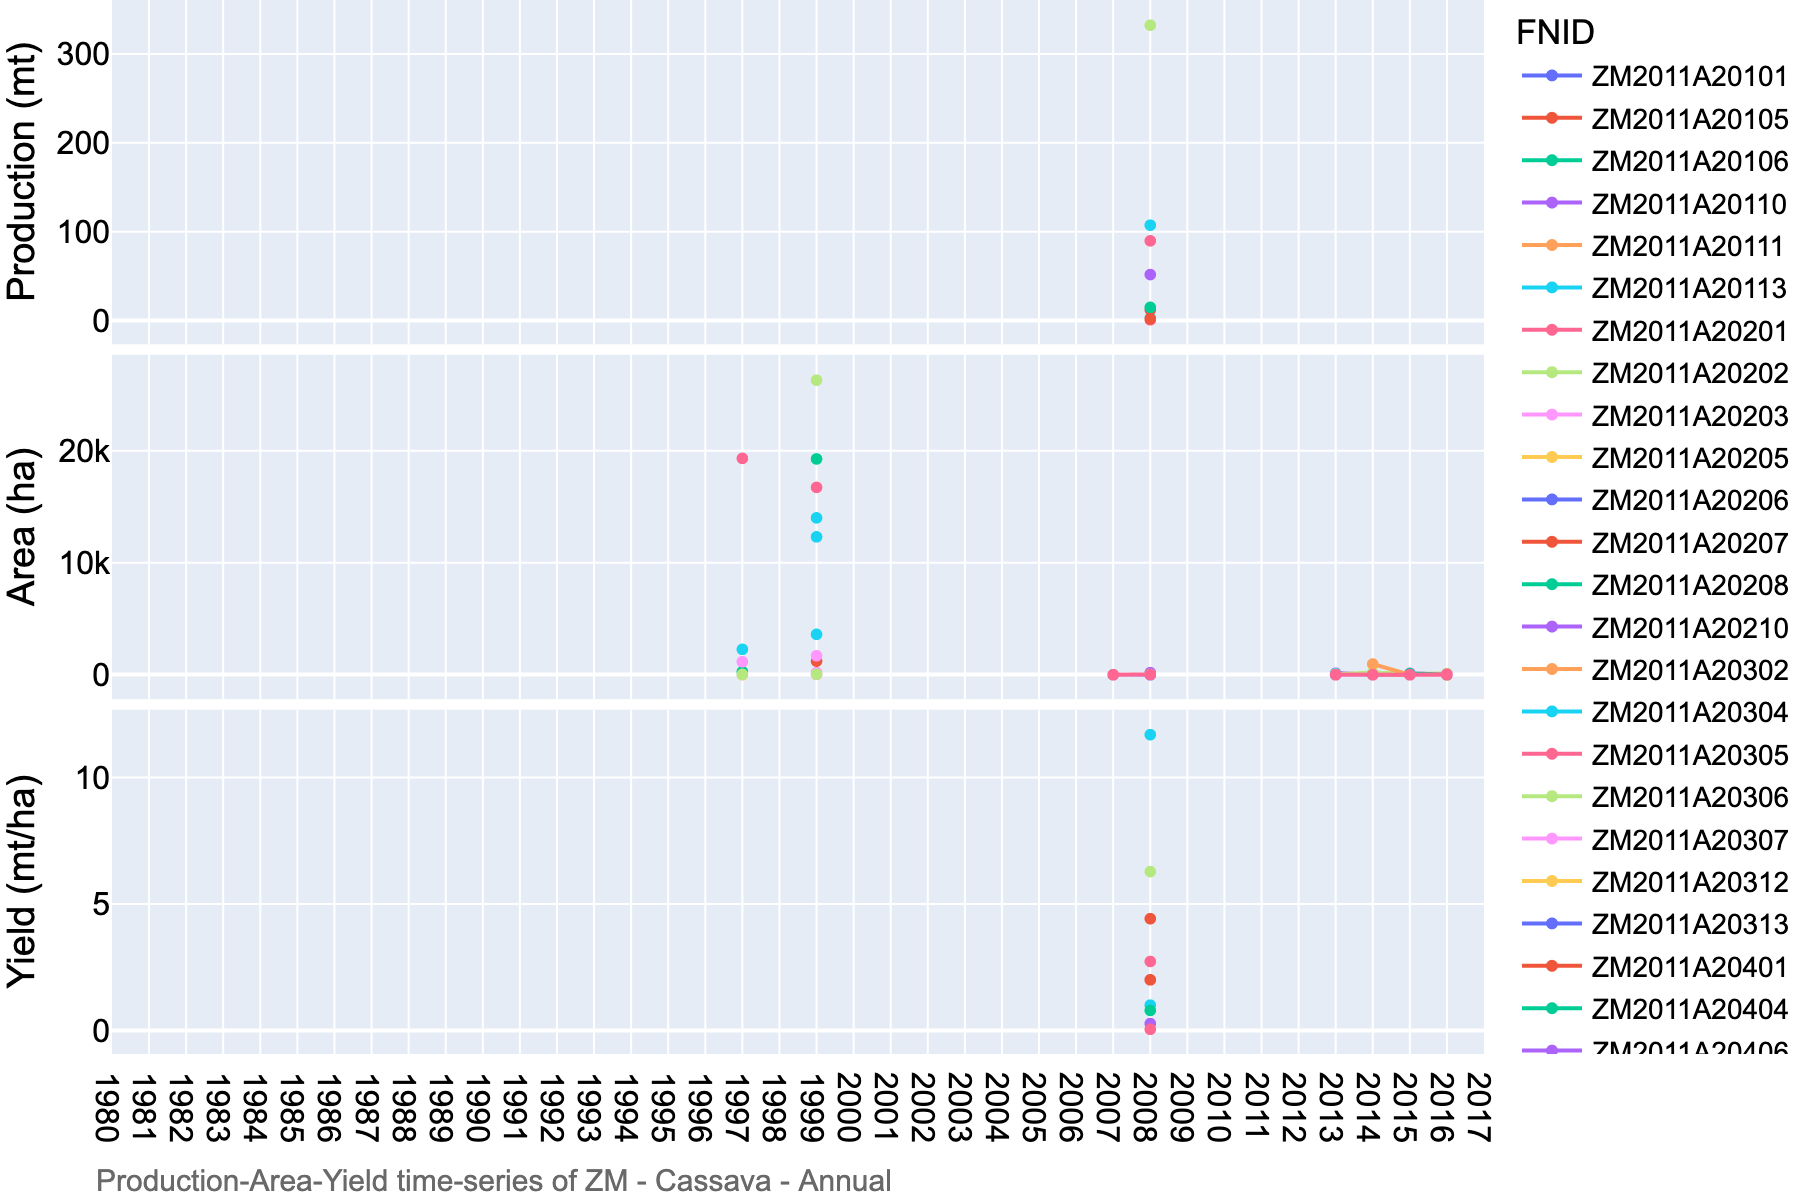 Production (mt)
300
200
100
0
Area (ha)
20k
10k
0
Yield (mt/ha)
10
5
0
1980
1981
1982
1983
1984
1985
1986
1987
1988
1989
1990
1991
1992
1993
1994
1995
1996
1997
1998
1999
2000
2001
2002
2003
2004
2005
2006
2007
2008
2009
2010
2011
2012
2013
2014
2015
2016
2017
FNID
ZM2011A20101
ZM2011A20105
ZM2011A20106
ZM2011A20110
ZM2011A20111
ZM2011A20113
ZM2011A20201
ZM2011A20202
ZM2011A20203
ZM2011A20205
ZM2011A20206
ZM2011A20207
ZM2011A20208
ZM2011A20210
ZM2011A20302
ZM2011A20304
ZM2011A20305
ZM2011A20306
ZM2011A20307
ZM2011A20312
ZM2011A20313
ZM2011A20401
ZM2011A20404
ZM2011A20406
Production-Area-Yield time-series of ZM - Cassava - Annual